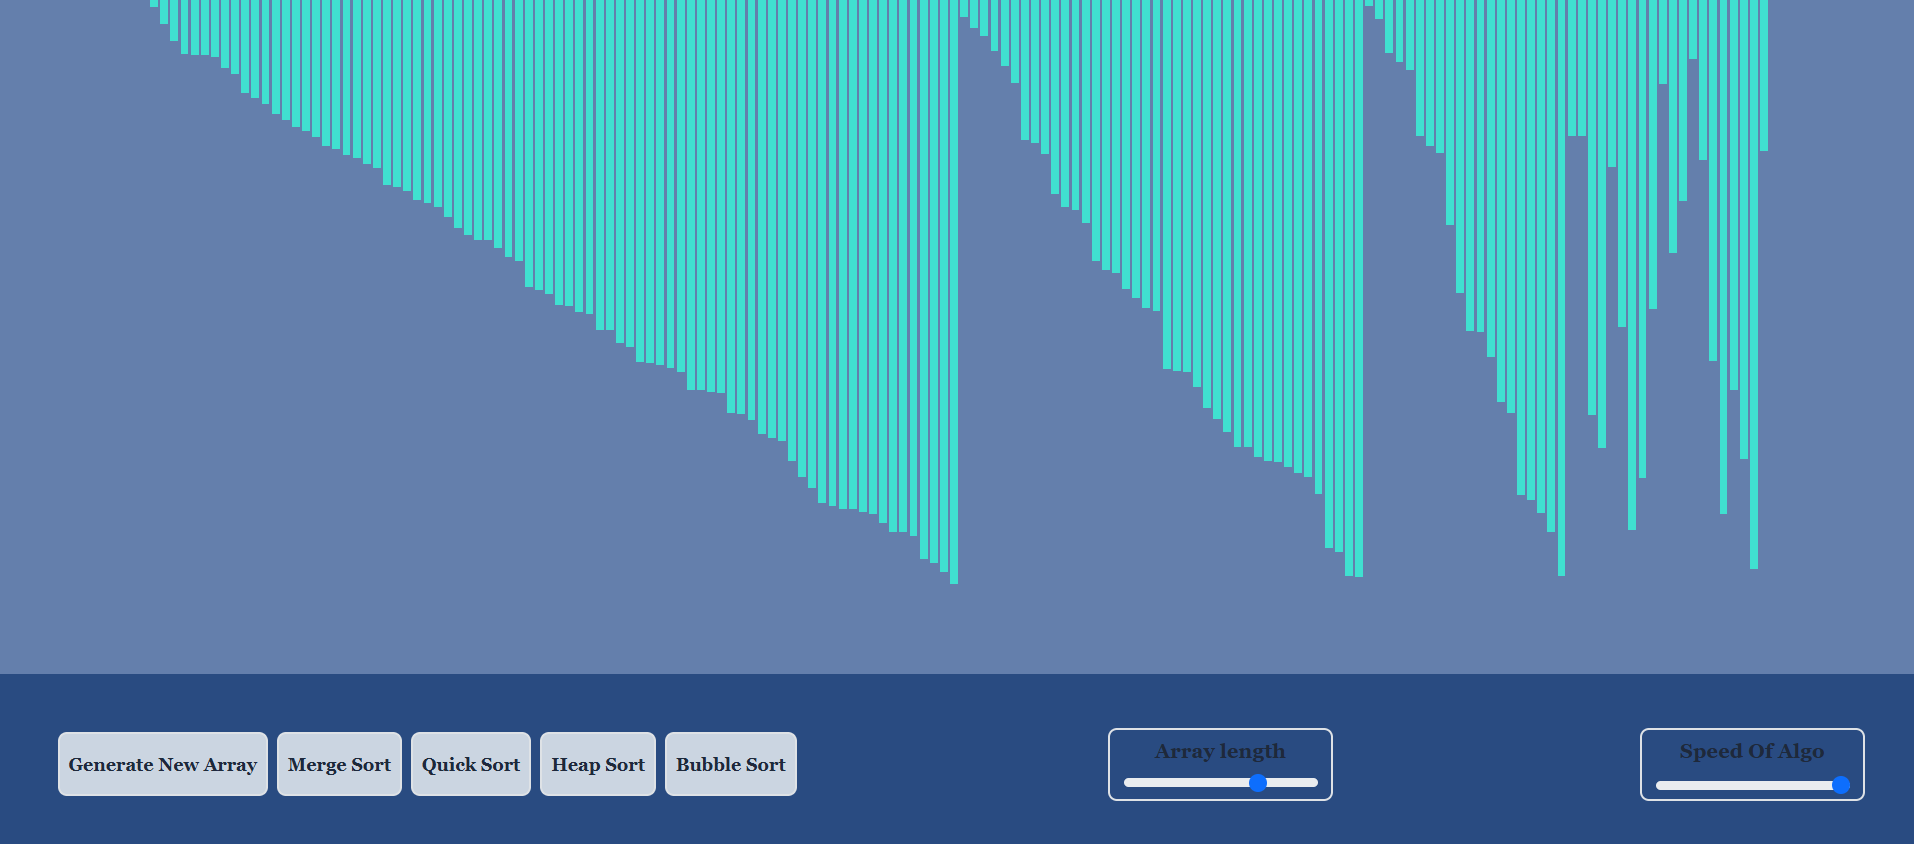 Generate New Array
Merge Sort
Quick Sort
Heap Sort
Bubble Sort
Array length
Speed Of Algo